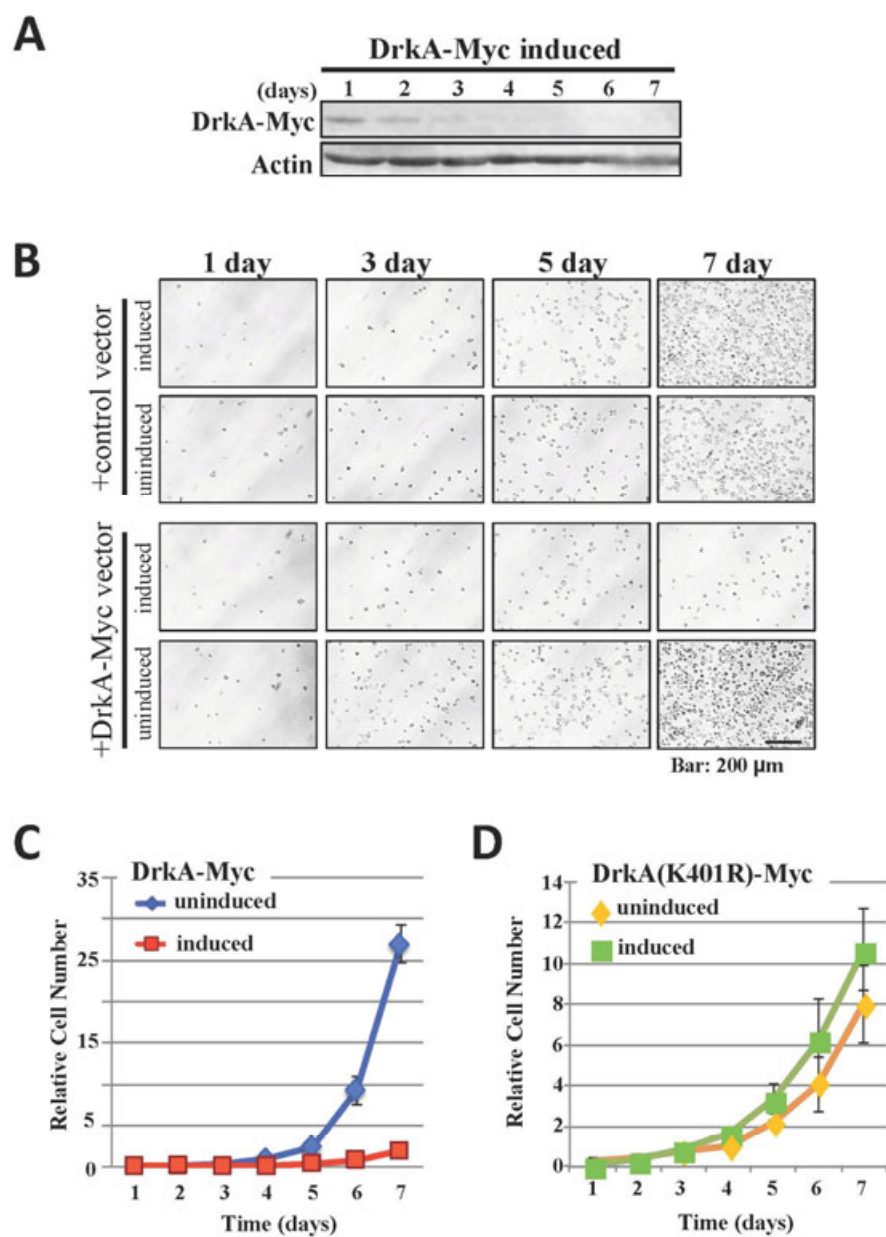 A
DrkA-Myc induced
(days) 1 2 3 4 5 6 7
DrkA-Myc
Actin
B
1 day 3 day 5 day 7 day
+control vector
induced
uninduced
+DrkA-Myc vector
induced
uninduced
Bar: 200 μm
C
DrkA-Myc
uninduced
induced
Relative Cell Number
35
25
15
5
0
1 2 3 4 5 6 7
Time (days)
D
DrkA(K401R)-Myc
uninduced
induced
Relative Cell Number
14
12
10
8
6
4
2
0
1 2 3 4 5 6 7
Time (days)